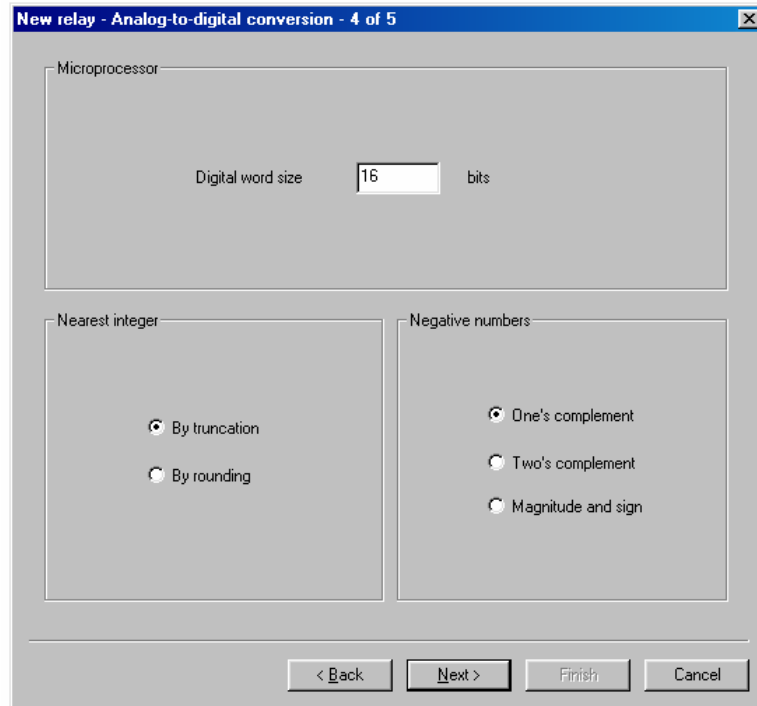 New relay - Analog-to-digital conversion - 4 of 5
Microprocessor
Digital word size 16 bits
Nearest integer
By truncation
By rounding
Negative numbers
One's complement
Two's complement
Magnitude and sign
< Back Next > Finish Cancel